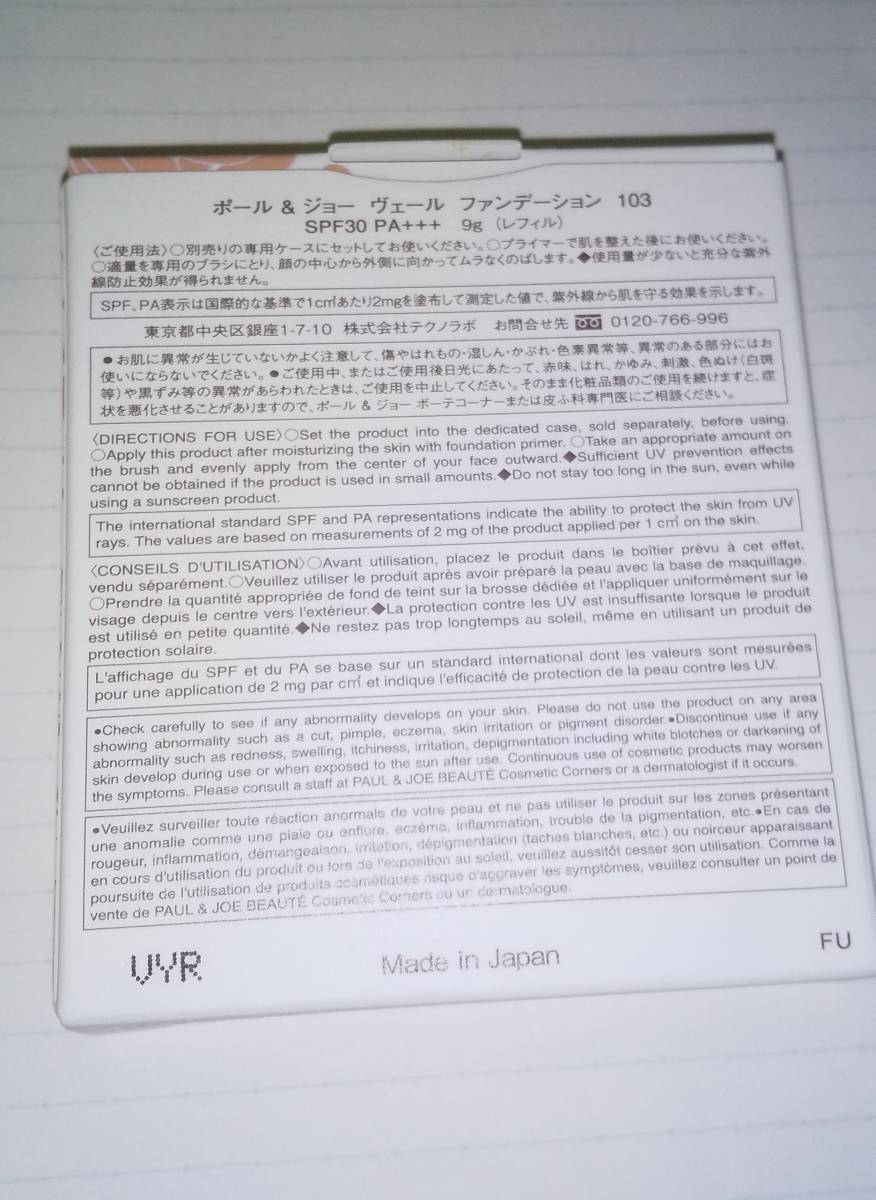 ポール & ジョー ヴェール ファンデーション 103
SPF30 PA+++ 9g（レフィル）
〈ご使用法〉○別売りの専用ケースにセットしてお使いください。○プライマーで肌を整えた後にお使いください。
○適量を専用のブラシにとり、顔の中心から外側に向かってムラなくのばします。◆使用量が少ないと充分な紫外
線防止効果が得られません。
SPF、PA表示は国際的な基準で1c㎡あたり2mgを塗布して測定した値で、紫外線から肌を守る効果を示します。
東京都中央区銀座1-7-10 株式会社テクノラボ お問合せ先 0120-766-996
●お肌に異常が生じていないかよく注意して、傷やはれもの・湿しん・かぶれ・色素異常等、異常のある部分にはお
使いにならないでください。●ご使用中、またはご使用後日光にあたって、赤味、はれ、かゆみ、刺激、色ぬけ（白斑
等）や黒ずみ等の異常があらわれたときは、ご使用を中止してください。そのまま化粧品類のご使用を続けますと、症
状を悪化させることがありますので、ポール & ジョー ボーテコーナーまたは皮ふ科専門医にご相談ください。
〈DIRECTIONS FOR USE〉○Set the product into the dedicated case, sold separately, before using.
○Apply this product after moisturizing the skin with foundation primer. ○Take an appropriate amount on
the brush and evenly apply from the center of your face outward.◆Sufficient UV prevention effects
cannot be obtained if the product is used in small amounts.◆Do not stay too long in the sun, even while
using a sunscreen product.
The international standard SPF and PA representations indicate the ability to protect the skin from UV
rays. The values are based on measurements of 2 mg of the product applied per 1 c㎡ on the skin.
〈CONSEILS D'UTILISATION〉○Avant utilisation, placez le produit dans le boîtier prévu à cet effet,
vendu séparément.○Veuillez utiliser le produit après avoir préparé la peau avec la base de maquillage.
○Prendre la quantité appropriée de fond de teint sur la brosse dédiée et l'appliquer uniformément sur le
visage depuis le centre vers l'extérieur.◆La protection contre les UV est insuffisante lorsque le produit
est utilisé en petite quantité.◆Ne restez pas trop longtemps au soleil, même en utilisant un produit de
protection solaire.
L'affichage du SPF et du PA se base sur un standard international dont les valeurs sont mesurées
pour une application de 2 mg par c㎡ et indique l'efficacité de protection de la peau contre les UV.
●Check carefully to see if any abnormality develops on your skin. Please do not use the product on any area
showing abnormality such as a cut, pimple, eczema, skin irritation or pigment disorder.●Discontinue use if any
abnormality such as redness, swelling, itchiness, irritation, depigmentation including white blotches or darkening of
skin develop during use or when exposed to the sun after use. Continuous use of cosmetic products may worsen
the symptoms. Please consult a staff at PAUL & JOE BEAUTÉ Cosmetic Corners or a dermatologist if it occurs.
●Veuillez surveiller toute réaction anormale de votre peau et ne pas utiliser le produit sur les zones présentant
une anomalie comme une plaie ou enflure, eczéma, inflammation, trouble de la pigmentation, etc.●En cas de
rougeur, inflammation, démangeaison, irritation, dépigmentation (taches blanches, etc.) ou noirceur apparaissant
en cours d'utilisation du produit ou lors de l'exposition au soleil, veuillez aussitôt cesser son utilisation. Comme la
poursuite de l'utilisation de produits cosmétiques risque d'aggraver les symptômes, veuillez consulter un point de
vente de PAUL & JOE BEAUTÉ Cosmetic Corners ou un dermatologue.
UYR Made in Japan FU